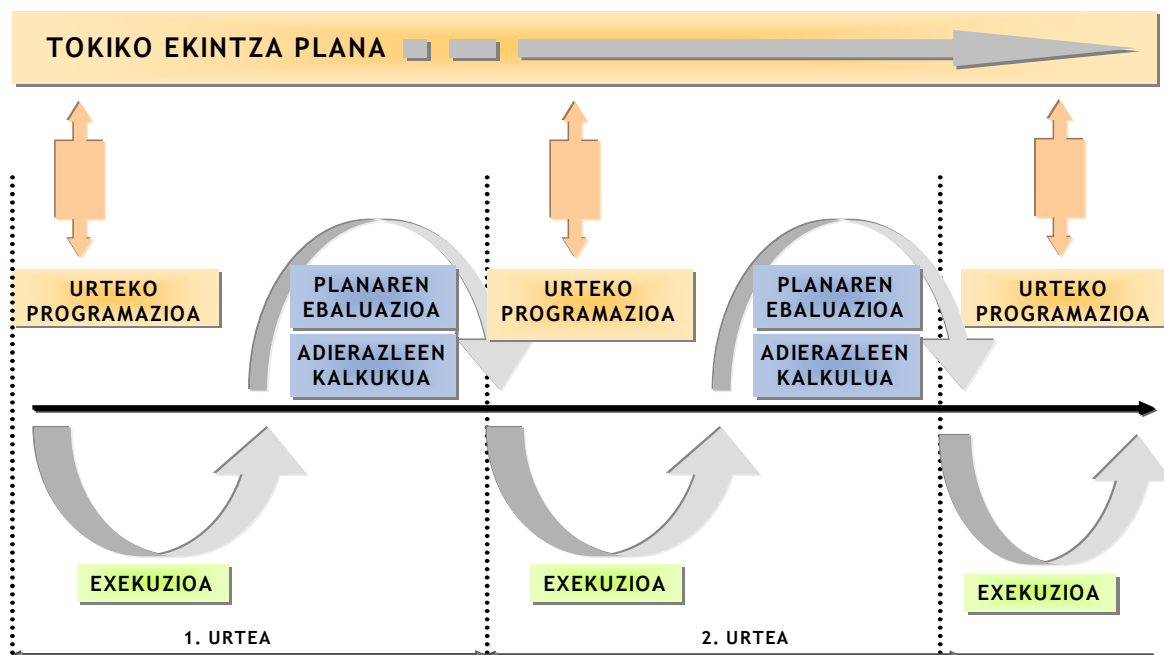 TOKIKO EKINTZA PLANA
URTEKO
PROGRAMAZIOA
PLANAREN
EBALUAZIOA
ADIERAZLEEN
KALKUKUA
URTEKO
PROGRAMAZIOA
PLANAREN
EBALUAZIOA
ADIERAZLEEN
KALKULUA
URTEKO
PROGRAMAZIOA
EXEKUZIOA
EXEKUZIOA
EXEKUZIOA
1. URTEA
2. URTEA